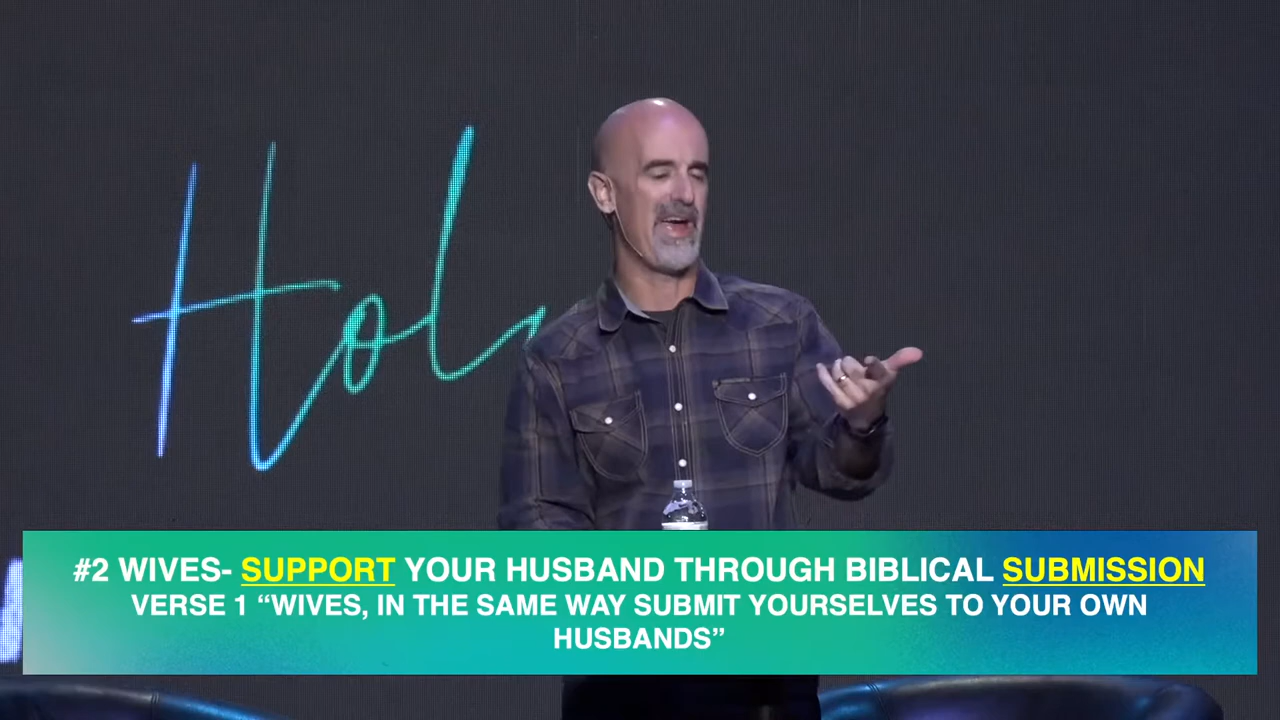 Hol
#2 WIVES- SUPPORT YOUR HUSBAND THROUGH BIBLICAL SUBMISSION
VERSE 1 “WIVES, IN THE SAME WAY SUBMIT YOURSELVES TO YOUR OWN
HUSBANDS”